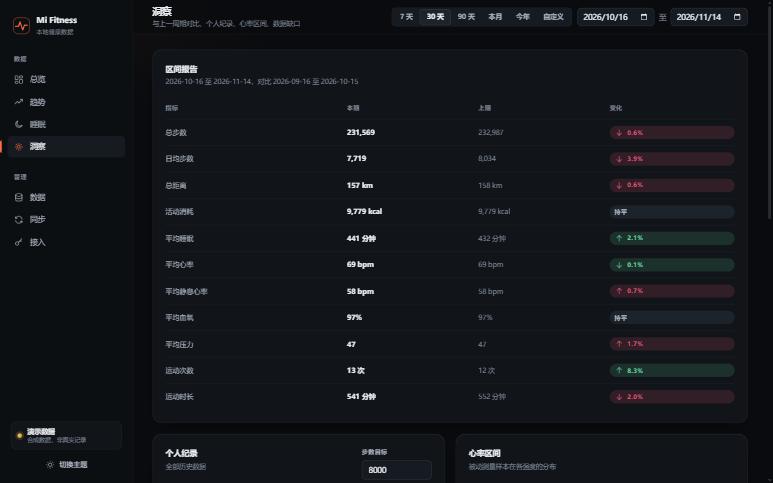 Mi Fitness
本地健康数据
数据
总览
趋势
睡眠
洞察
管理
数据
同步
接入
演示数据
合成数据，非真实记录
切换主题
洞察
与上一周期对比、个人纪录、心率区间、数据缺口
7 天 30 天 90 天 本月 今年 自定义 2026/10/16 至 2026/11/14
区间报告
2026-10-16 至 2026-11-14，对比 2026-09-16 至 2026-10-15
指标 本期 上期 变化
总步数 231,569 232,987 ↓ 0.6%
日均步数 7,719 8,034 ↓ 3.9%
总距离 157 km 158 km ↓ 0.6%
活动消耗 9,779 kcal 9,779 kcal 持平
平均睡眠 441 分钟 432 分钟 ↑ 2.1%
平均心率 69 bpm 69 bpm ↓ 0.1%
平均静息心率 58 bpm 58 bpm ↑ 0.7%
平均血氧 97% 97% 持平
平均压力 47 47 ↑ 1.7%
运动次数 13 次 12 次 ↑ 8.3%
运动时长 541 分钟 552 分钟 ↓ 2.0%
个人纪录
全部历史数据
步数目标
8000
心率区间
被动测量样本在各强度的分布